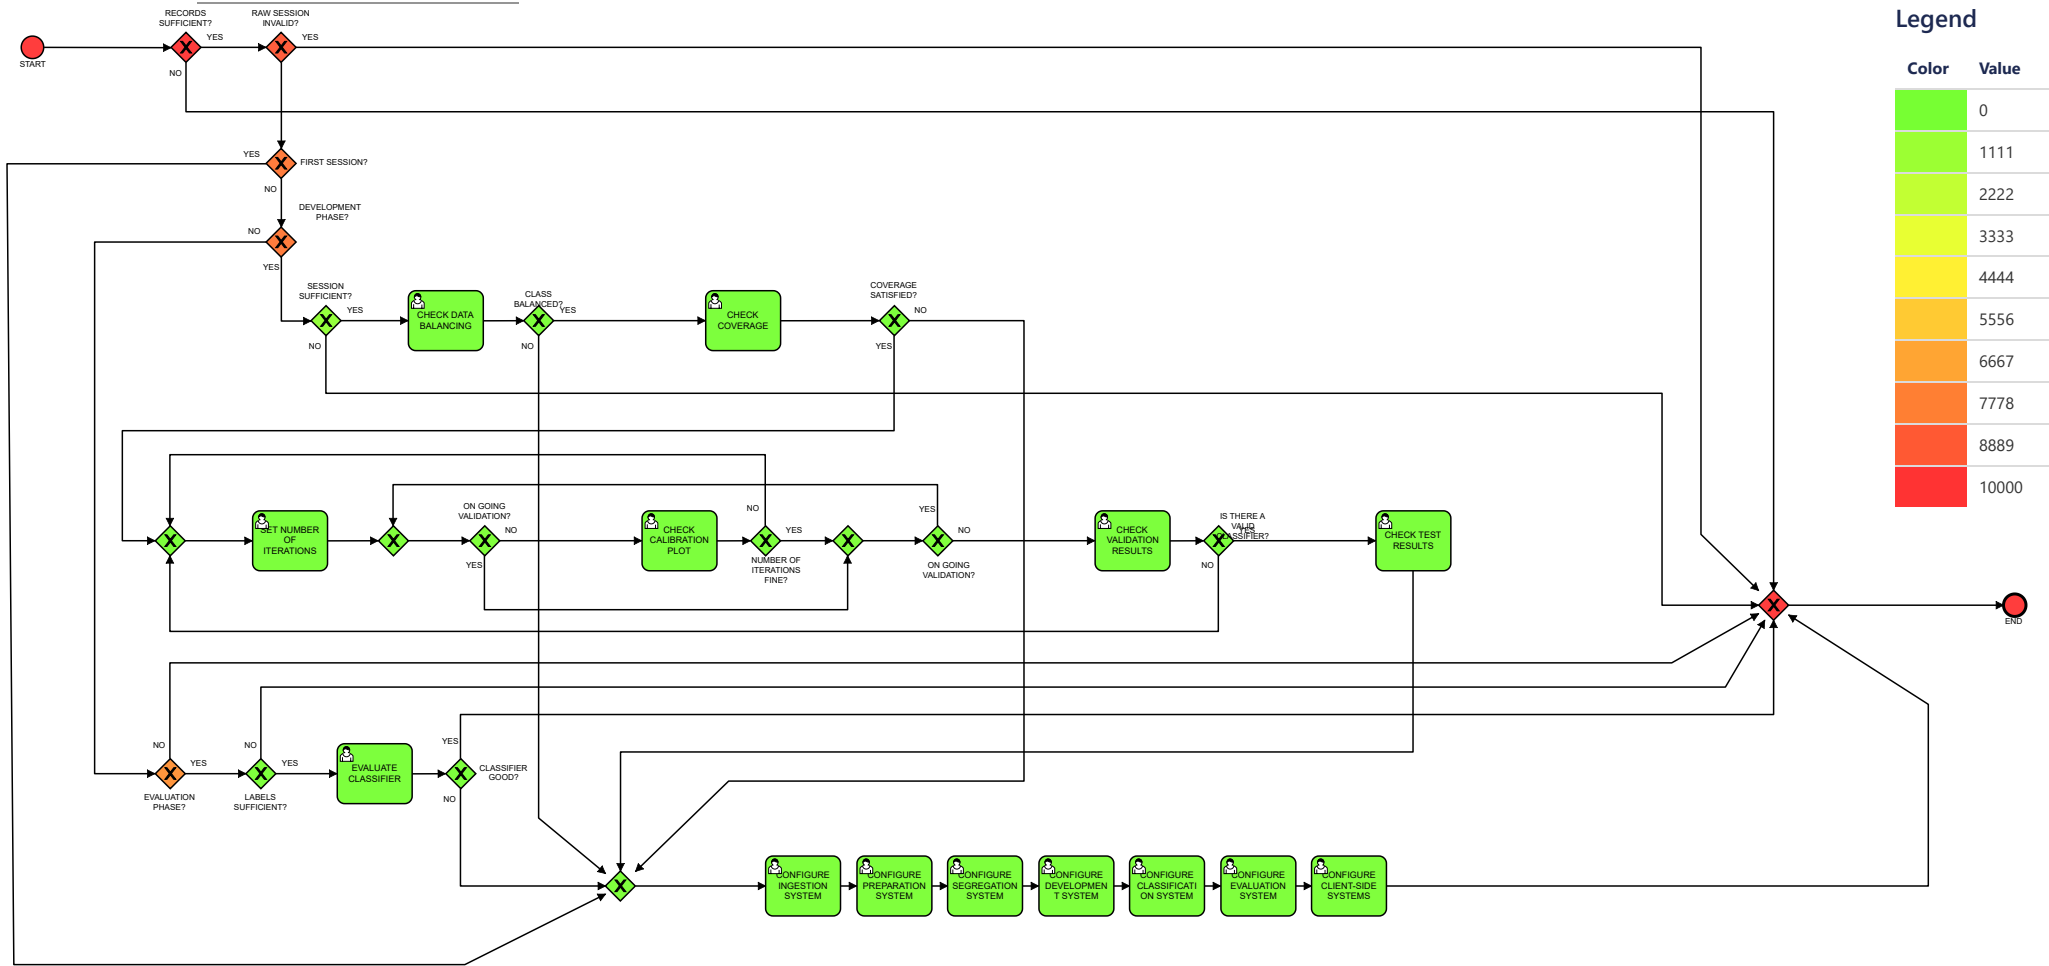 RECORDS
SUFFICIENT?
RAW SESSION
INVALID?
YES
YES
START
NO
Legend
Color
Value
0
1111
2222
3333
4444
5556
6667
7778
8889
10000
YES
FIRST SESSION?
NO
DEVELOPMENT
PHASE?
NO
YES
SESSION
SUFFICIENT?
YES
NO
CHECK DATA
BALANCING
CLASS
BALANCED?
YES
NO
CHECK
COVERAGE
COVERAGE
SATISFIED?
NO
YES
SET NUMBER
OF
ITERATIONS
ON GOING
VALIDATION?
NO
YES
CHECK
CALIBRATION
PLOT
NO
YES
NUMBER OF
ITERATIONS
FINE?
YES
NO
ON GOING
VALIDATION?
CHECK
VALIDATION
RESULTS
IS THERE A
VALID
CLASSIFIER?
YES
NO
CHECK TEST
RESULTS
END
NO
YES
EVALUATION
PHASE?
NO
YES
LABELS
SUFFICIENT?
EVALUATE
CLASSIFIER
YES
CLASSIFIER
GOOD?
NO
CONFIGURE
INGESTION
SYSTEM
CONFIGURE
PREPARATION
SYSTEM
CONFIGURE
SEGREGATION
SYSTEM
CONFIGURE
DEVELOPMEN
T SYSTEM
CONFIGURE
CLASSIFICATI
ON SYSTEM
CONFIGURE
EVALUATION
SYSTEM
CONFIGURE
CLIENT-SIDE
SYSTEMS